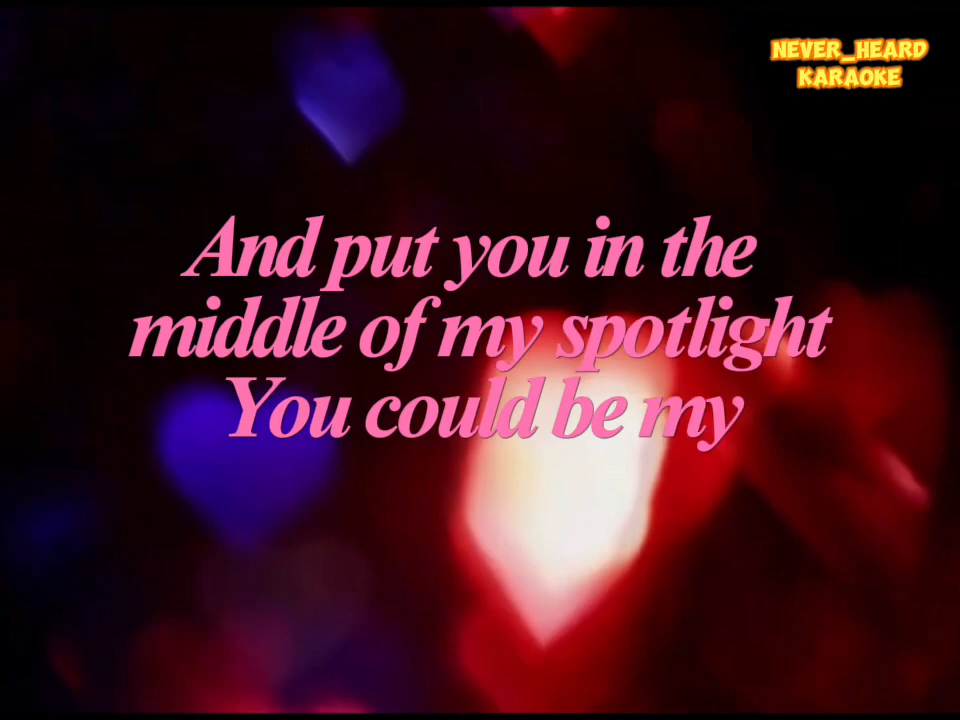 NEVER_HEARD
KARAOKE
And put you in the
middle of my spotlight
You could be my